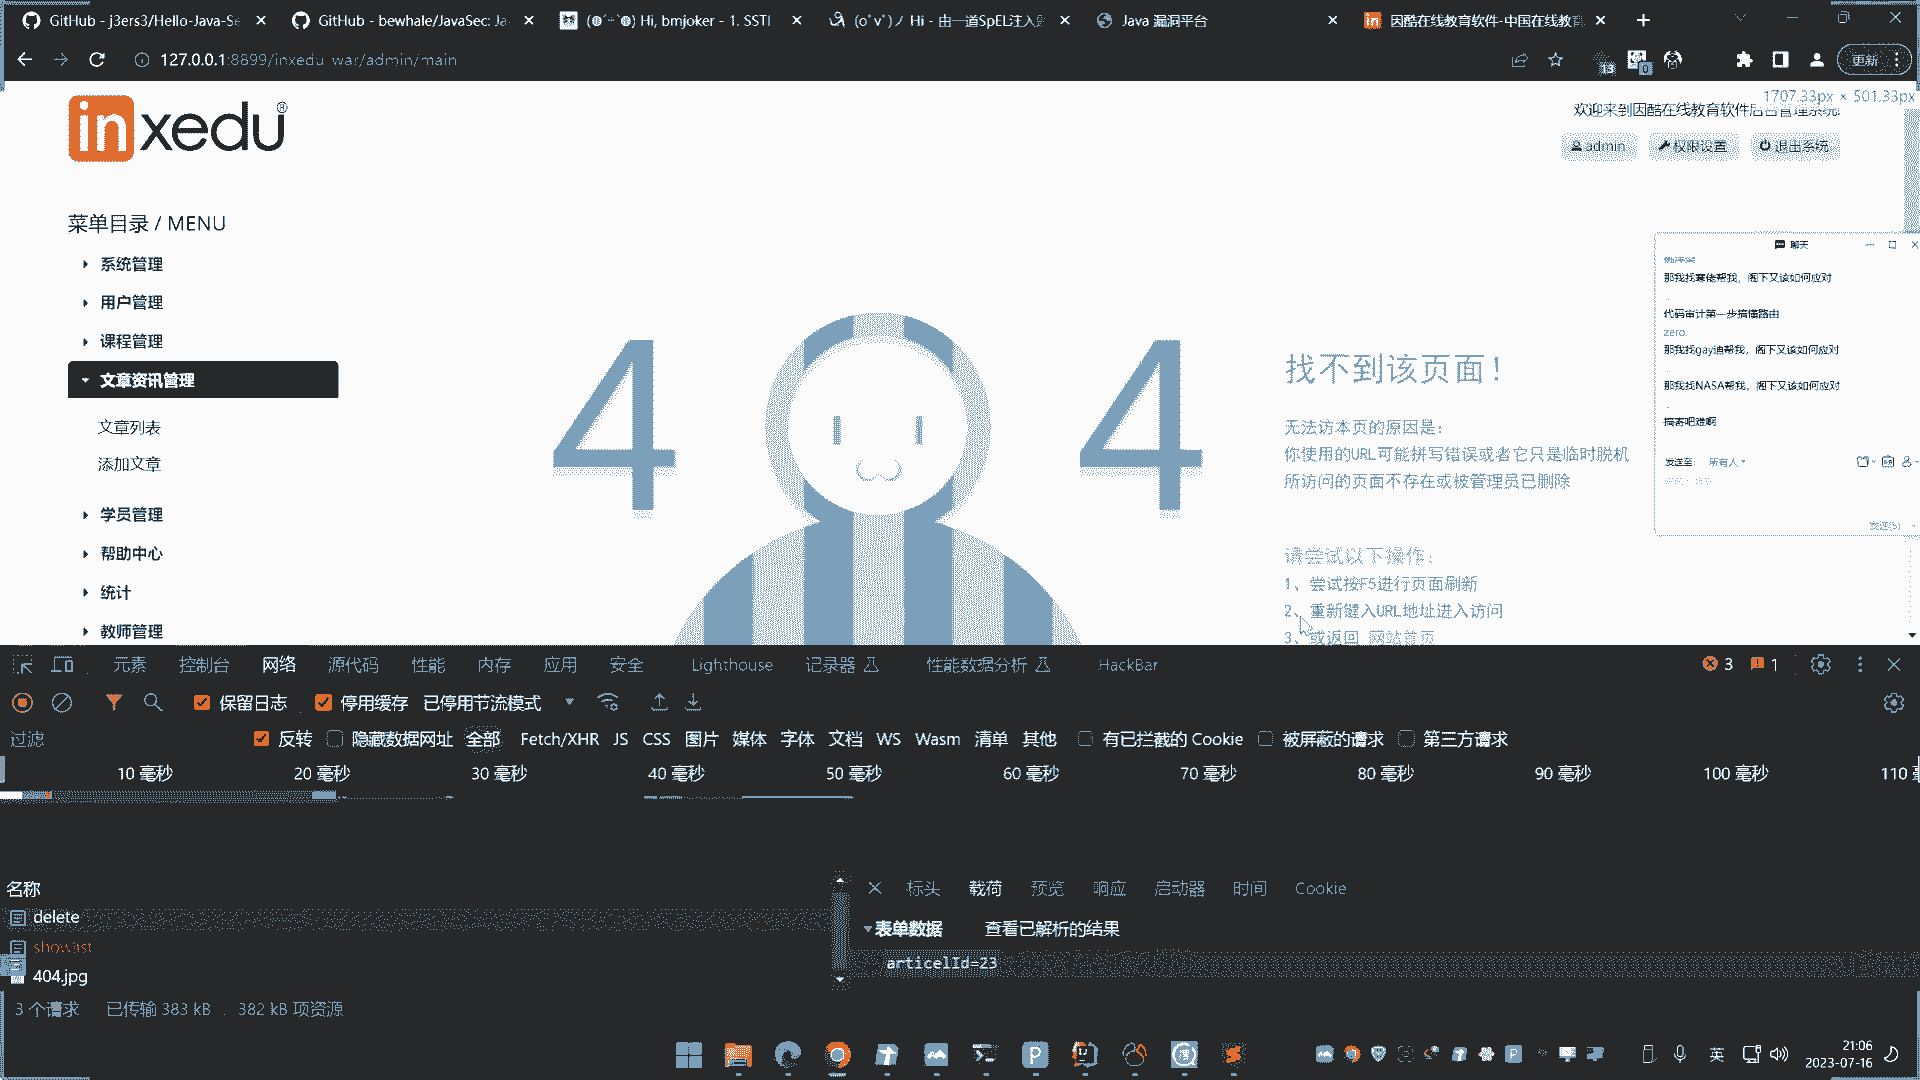 GitHub - j3ers3/Hello-Java-Se
GitHub - bewhale/JavaSec: Ja
Hi, bmjoker - 1. SSTI
(o˚v˚)ノ Hi - 由一道SpEL注入
Java 漏洞平台
因酷在线教育软件-中国在线教育
127.0.0.1:8899/inxedu_war/admin/main
13
0
更新
1707.33px × 501.33px
inxedu®
欢迎来到因酷在线教育软件后台管理系统
admin
权限设置
退出系统
菜单目录 / MENU
系统管理
用户管理
课程管理
文章资讯管理
文章列表
添加文章
学员管理
帮助中心
统计
教师管理
4 4
找不到该页面！
无法访本页的原因是：
你使用的URL可能拼写错误或者它只是临时脱机
所访问的页面不存在或被管理员已删除
请尝试以下操作：
1、尝试按F5进行页面刷新
2、重新键入URL地址进入访问
3、或返回 网站首页
聊天
那我找寒佬帮我，阁下又该如何应对
代码审计第一步搞懂路由
zero.
那我找gay迪帮我，阁下又该如何应对
那我找NASA帮我，阁下又该如何应对
搞寄吧难啊
发送至: 所有人
发送(S)
元素 控制台 网络 源代码 性能 内存 应用 安全 Lighthouse 记录器 性能数据分析 HackBar
3 1
保留日志 停用缓存 已停用节流模式
过滤 反转 隐藏数据网址 全部 Fetch/XHR JS CSS 图片 媒体 字体 文档 WS Wasm 清单 其他 有已拦截的 Cookie 被屏蔽的请求 第三方请求
10 毫秒 20 毫秒 30 毫秒 40 毫秒 50 毫秒 60 毫秒 70 毫秒 80 毫秒 90 毫秒 100 毫秒 110
名称
delete
showlist
404.jpg
标头 载荷 预览 响应 启动器 时间 Cookie
表单数据 查看已解析的结果
articelId=23
3 个请求 已传输 383 kB 382 kB 项资源
英
21:06
2023-07-16